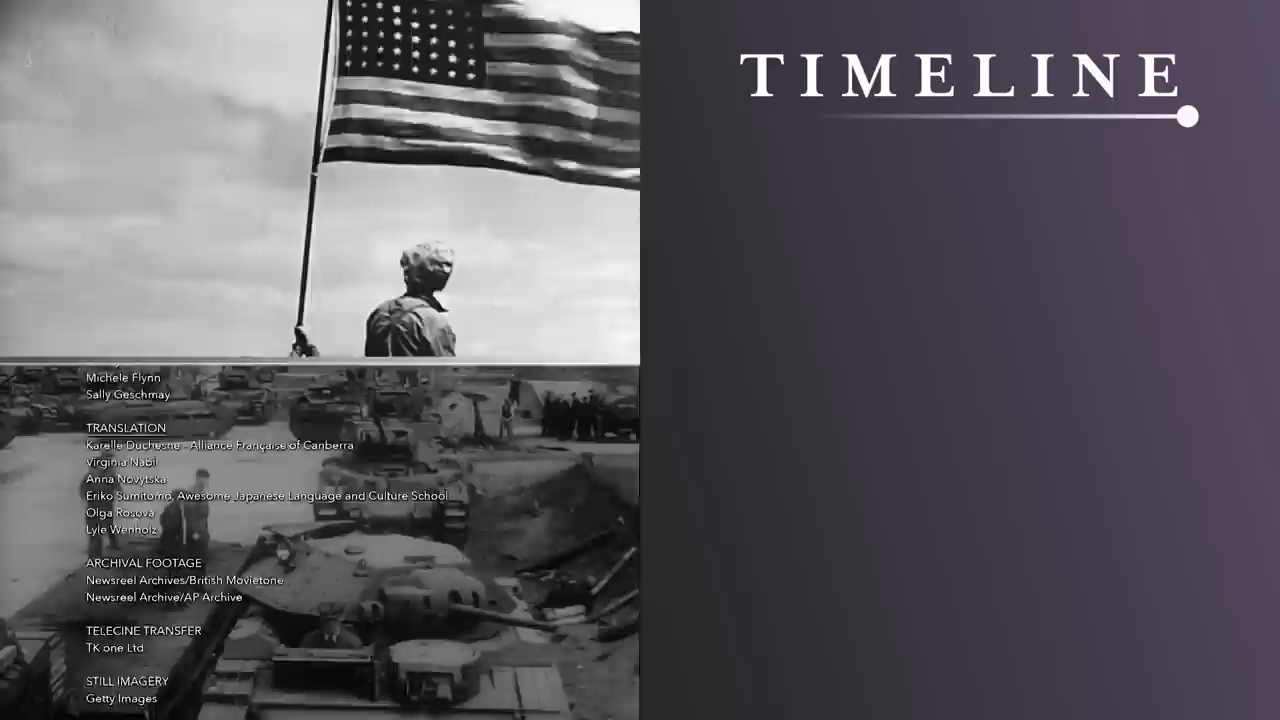 TIMELINE
Michele Flynn
Sally Geschmay
TRANSLATION
Karelle Duchesne - Alliance Française of Canberra
Virginia Nabil
Anna Novytska
Eriko Sumitomo, Awesome Japanese Language and Culture School
Olga Rosova
Lyle Wenholz
ARCHIVAL FOOTAGE
Newsreel Archives/British Movietone
Newsreel Archive/AP Archive
TELECINE TRANSFER
TK one Ltd
STILL IMAGERY
Getty Images